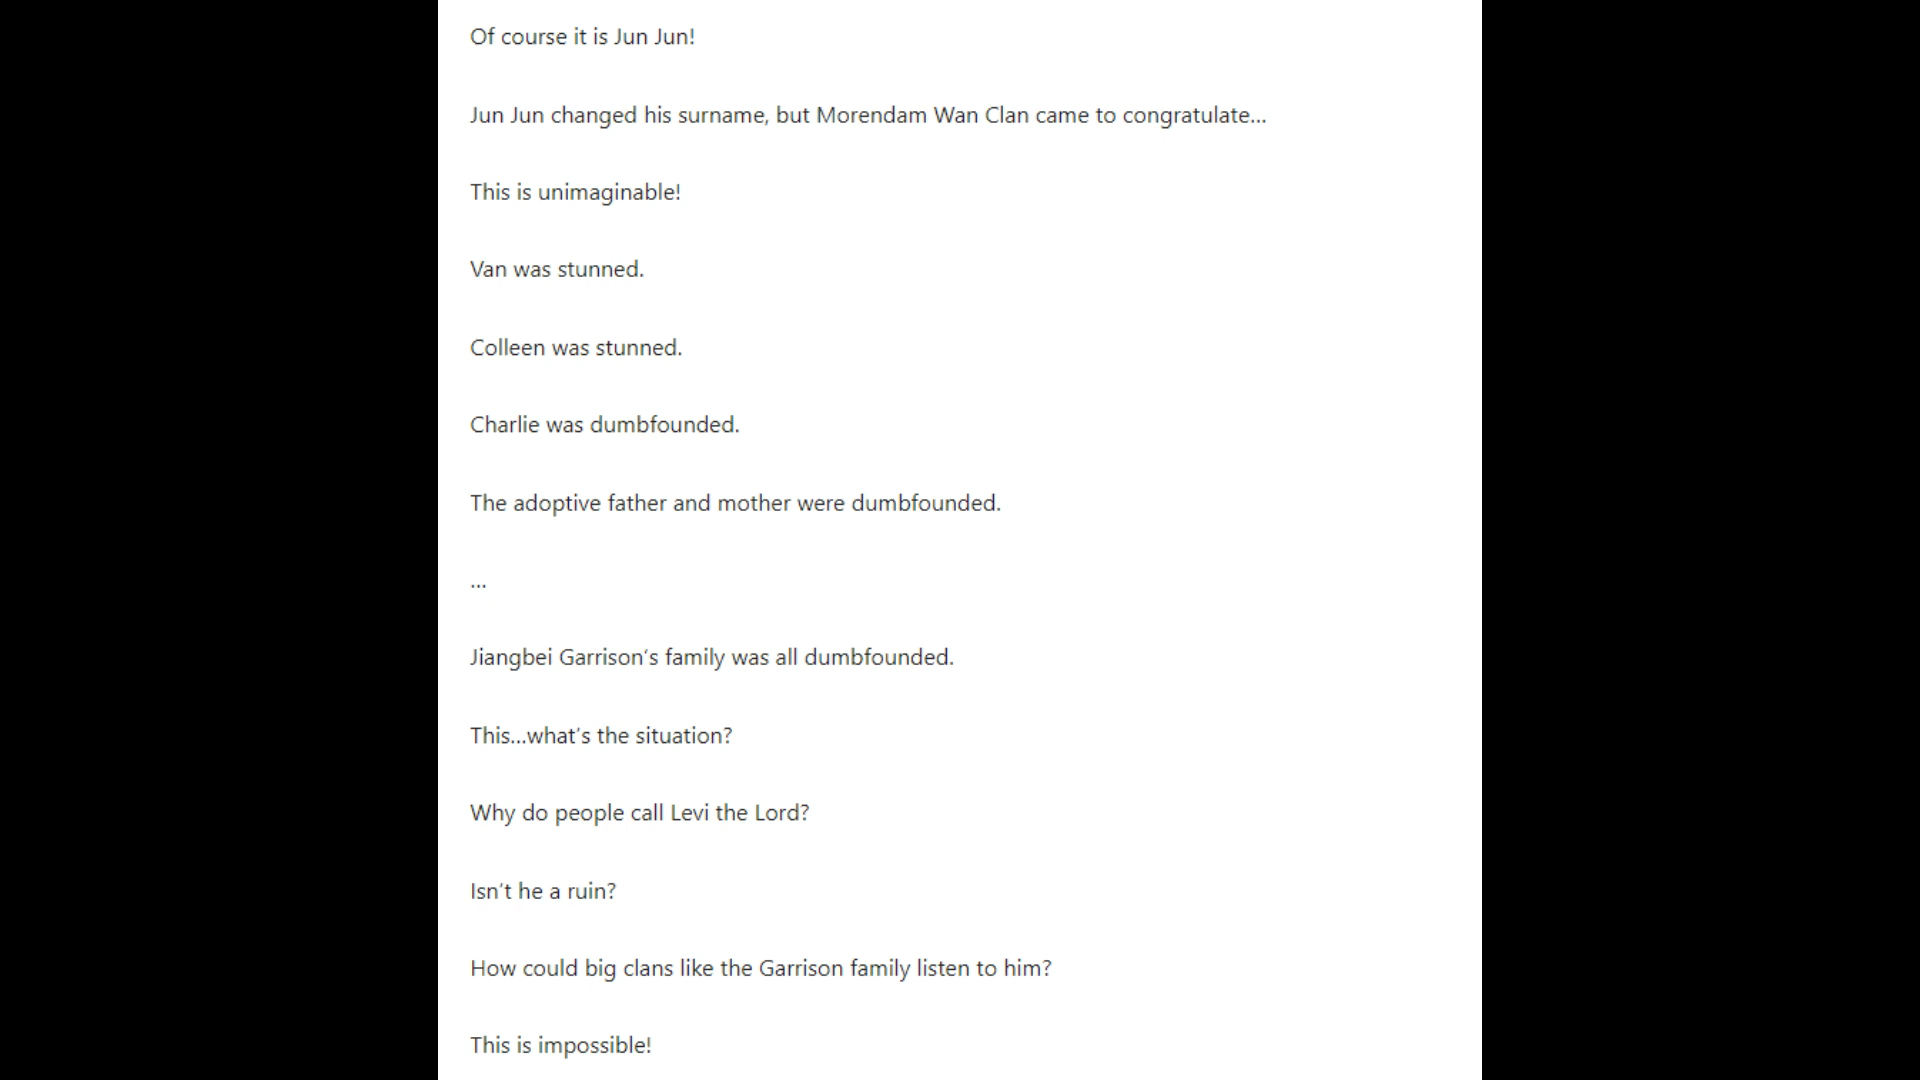 Of course it is Jun Jun!
Jun Jun changed his surname, but Morendam Wan Clan came to congratulate...
This is unimaginable!
Van was stunned.
Colleen was stunned.
Charlie was dumbfounded.
The adoptive father and mother were dumbfounded.
...
Jiangbei Garrison’s family was all dumbfounded.
This...what’s the situation?
Why do people call Levi the Lord?
Isn’t he a ruin?
How could big clans like the Garrison family listen to him?
This is impossible!